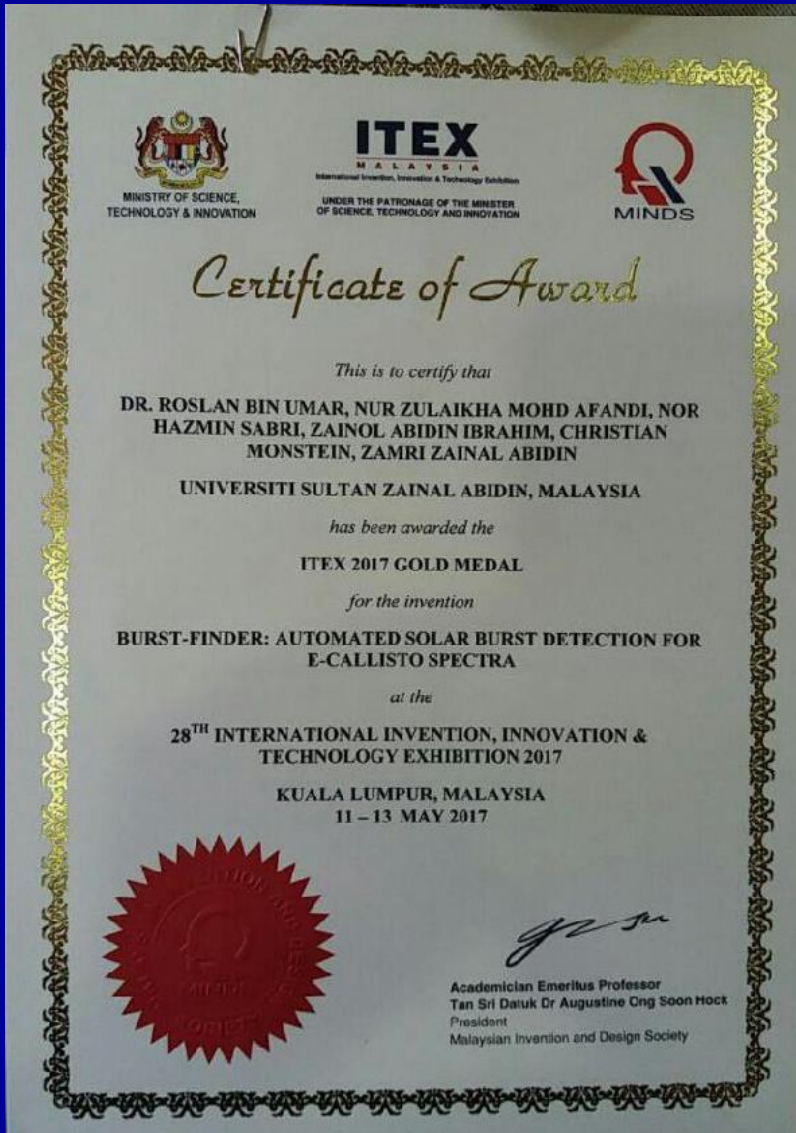 MINISTRY OF SCIENCE,
TECHNOLOGY & INNOVATION
ITEX
MALAYSIA
International Invention, Innovation & Technology Exhibition
UNDER THE PATRONAGE OF THE MINISTER
OF SCIENCE, TECHNOLOGY AND INNOVATION
MINDS
Certificate of Award
This is to certify that
DR. ROSLAN BIN UMAR, NUR ZULAIKHA MOHD AFANDI, NOR
HAZMIN SABRI, ZAINOL ABIDIN IBRAHIM, CHRISTIAN
MONSTEIN, ZAMRI ZAINAL ABIDIN
UNIVERSITI SULTAN ZAINAL ABIDIN, MALAYSIA
has been awarded the
ITEX 2017 GOLD MEDAL
for the invention
BURST-FINDER: AUTOMATED SOLAR BURST DETECTION FOR
E-CALLISTO SPECTRA
at the
28TH INTERNATIONAL INVENTION, INNOVATION &
TECHNOLOGY EXHIBITION 2017
KUALA LUMPUR, MALAYSIA
11 – 13 MAY 2017
Academician Emeritus Professor
Tan Sri Datuk Dr Augustine Ong Soon Hock
President
Malaysian Invention and Design Society